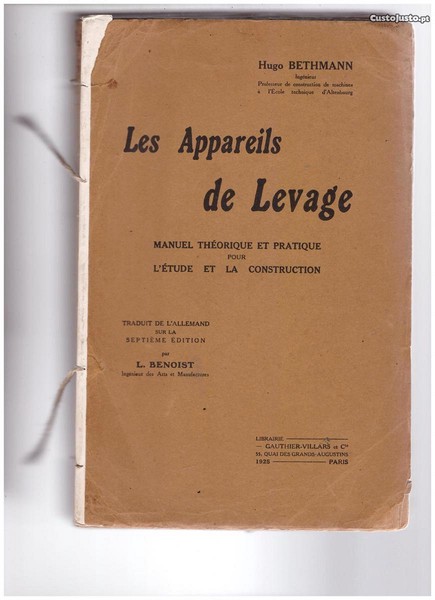 CustoJusto.pt
Hugo BETHMANN
Ingénieur
Professeur de construction de machines
à l'École technique d'Altenbourg
Les Appareils
de Levage
MANUEL THÉORIQUE ET PRATIQUE
POUR
L'ÉTUDE ET LA CONSTRUCTION
TRADUIT DE L'ALLEMAND
SUR LA
SEPTIÈME ÉDITION
par
L. BENOIST
Ingénieur des Arts et Manufactures
LIBRAIRIE
GAUTHIER-VILLARS et Cie
55, QUAI DES GRANDS-AUGUSTINS
1925 PARIS